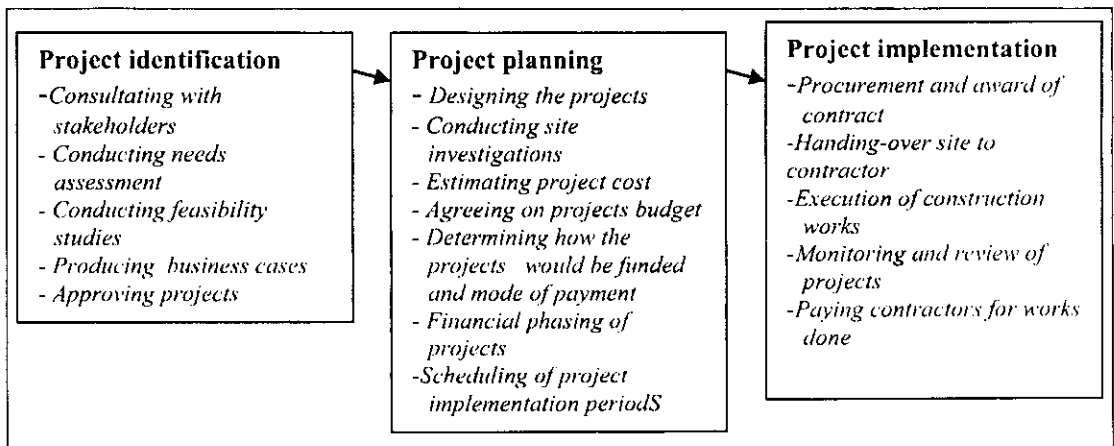 Project identification
-Consultating with
stakeholders
- Conducting needs
assessment
- Conducting feasibility
studies
- Producing business cases
- Approving projects
Project planning
- Designing the projects
- Conducting site
investigations
- Estimating project cost
- Agreeing on projects budget
- Determining how the
projects would be funded
and mode of payment
- Financial phasing of
projects
-Scheduling of project
implementation periodS
Project implementation
-Procurement and award of
contract
-Handing-over site to
contractor
-Execution of construction
works
-Monitoring and review of
projects
-Paying contractors for works
done